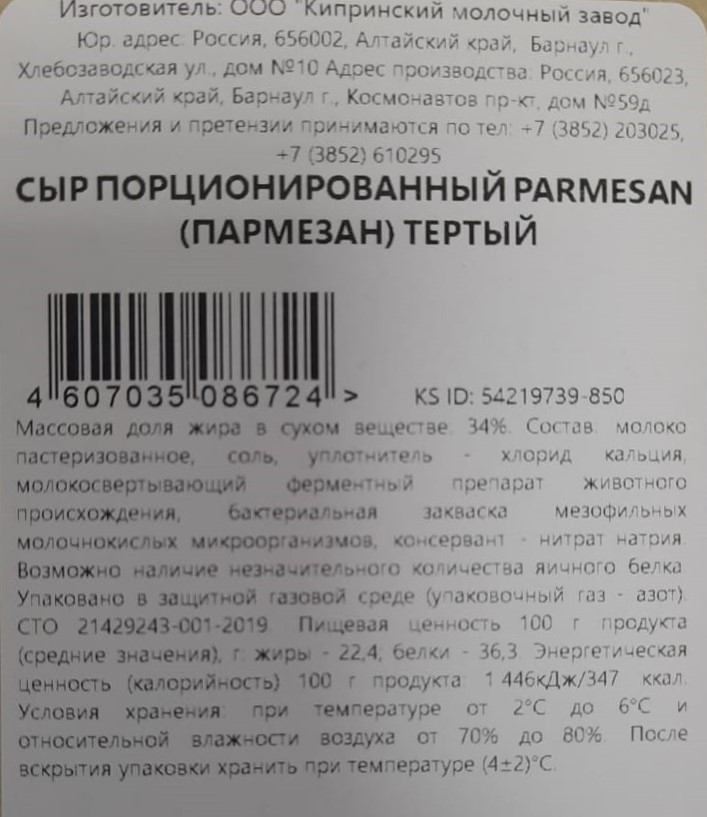 Изготовитель: ООО "Кипринский молочный завод"
Юр. адрес: Россия, 656002, Алтайский край, Барнаул г.,
Хлебозаводская ул., дом №10 Адрес производства: Россия, 656023,
Алтайский край, Барнаул г., Космонавтов пр-кт, дом №59д
Предложения и претензии принимаются по тел: +7 (3852) 203025,
+7 (3852) 610295
СЫР ПОРЦИОНИРОВАННЫЙ PARMESAN
(ПАРМЕЗАН) ТЕРТЫЙ
4 607035 086724 >
KS ID: 54219739-850
Массовая доля жира в сухом веществе: 34%. Состав: молоко
пастеризованное, соль, уплотнитель - хлорид кальция,
молокосвертывающий ферментный препарат животного
происхождения, бактериальная закваска мезофильных
молочнокислых микроорганизмов, консервант - нитрат натрия.
Возможно наличие незначительного количества яичного белка.
Упаковано в защитной газовой среде (упаковочный газ - азот).
СТО 21429243-001-2019. Пищевая ценность 100 г продукта
(средние значения), г: жиры - 22,4, белки - 36,3. Энергетическая
ценность (калорийность) 100 г продукта: 1 446кДж/347 ккал.
Условия хранения: при температуре от 2°С до 6°С и
относительной влажности воздуха от 70% до 80%. После
вскрытия упаковки хранить при температуре (4±2)°С.